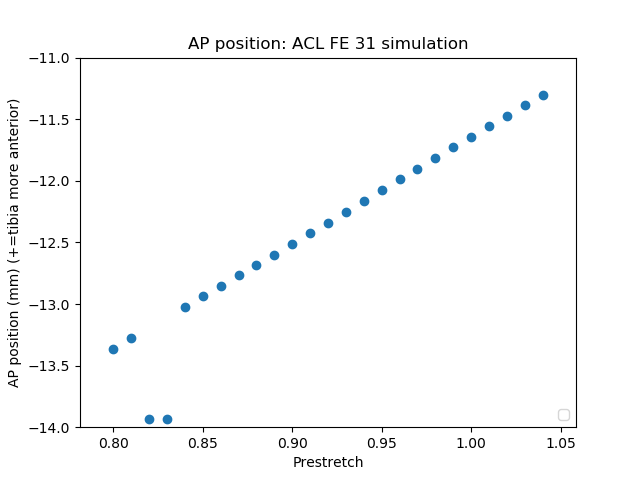 AP position: ACL FE 31 simulation
AP position (mm) (+=tibia more anterior)
−11.0
−11.5
−12.0
−12.5
−13.0
−13.5
−14.0
0.80 0.85 0.90 0.95 1.00 1.05
Prestretch